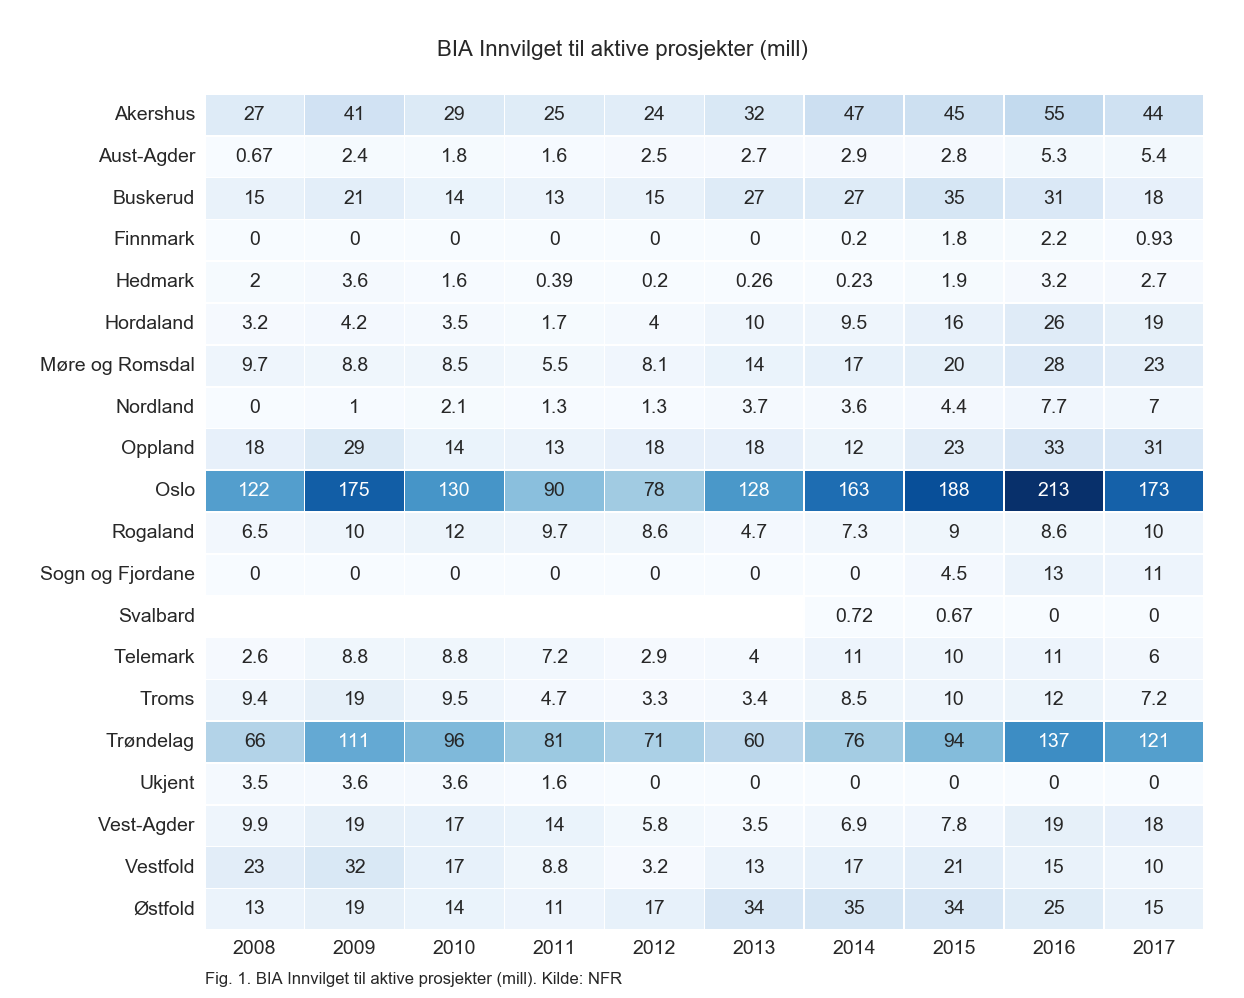 BIA Innvilget til aktive prosjekter (mill)
Akershus 27 41 29 25 24 32 47 45 55 44
Aust-Agder 0.67 2.4 1.8 1.6 2.5 2.7 2.9 2.8 5.3 5.4
Buskerud 15 21 14 13 15 27 27 35 31 18
Finnmark 0 0 0 0 0 0 0.2 1.8 2.2 0.93
Hedmark 2 3.6 1.6 0.39 0.2 0.26 0.23 1.9 3.2 2.7
Hordaland 3.2 4.2 3.5 1.7 4 10 9.5 16 26 19
Møre og Romsdal 9.7 8.8 8.5 5.5 8.1 14 17 20 28 23
Nordland 0 1 2.1 1.3 1.3 3.7 3.6 4.4 7.7 7
Oppland 18 29 14 13 18 18 12 23 33 31
Oslo 122 175 130 90 78 128 163 188 213 173
Rogaland 6.5 10 12 9.7 8.6 4.7 7.3 9 8.6 10
Sogn og Fjordane 0 0 0 0 0 0 0 4.5 13 11
Svalbard 0.72 0.67 0 0
Telemark 2.6 8.8 8.8 7.2 2.9 4 11 10 11 6
Troms 9.4 19 9.5 4.7 3.3 3.4 8.5 10 12 7.2
Trøndelag 66 111 96 81 71 60 76 94 137 121
Ukjent 3.5 3.6 3.6 1.6 0 0 0 0 0 0
Vest-Agder 9.9 19 17 14 5.8 3.5 6.9 7.8 19 18
Vestfold 23 32 17 8.8 3.2 13 17 21 15 10
Østfold 13 19 14 11 17 34 35 34 25 15
2008 2009 2010 2011 2012 2013 2014 2015 2016 2017
Fig. 1. BIA Innvilget til aktive prosjekter (mill). Kilde: NFR